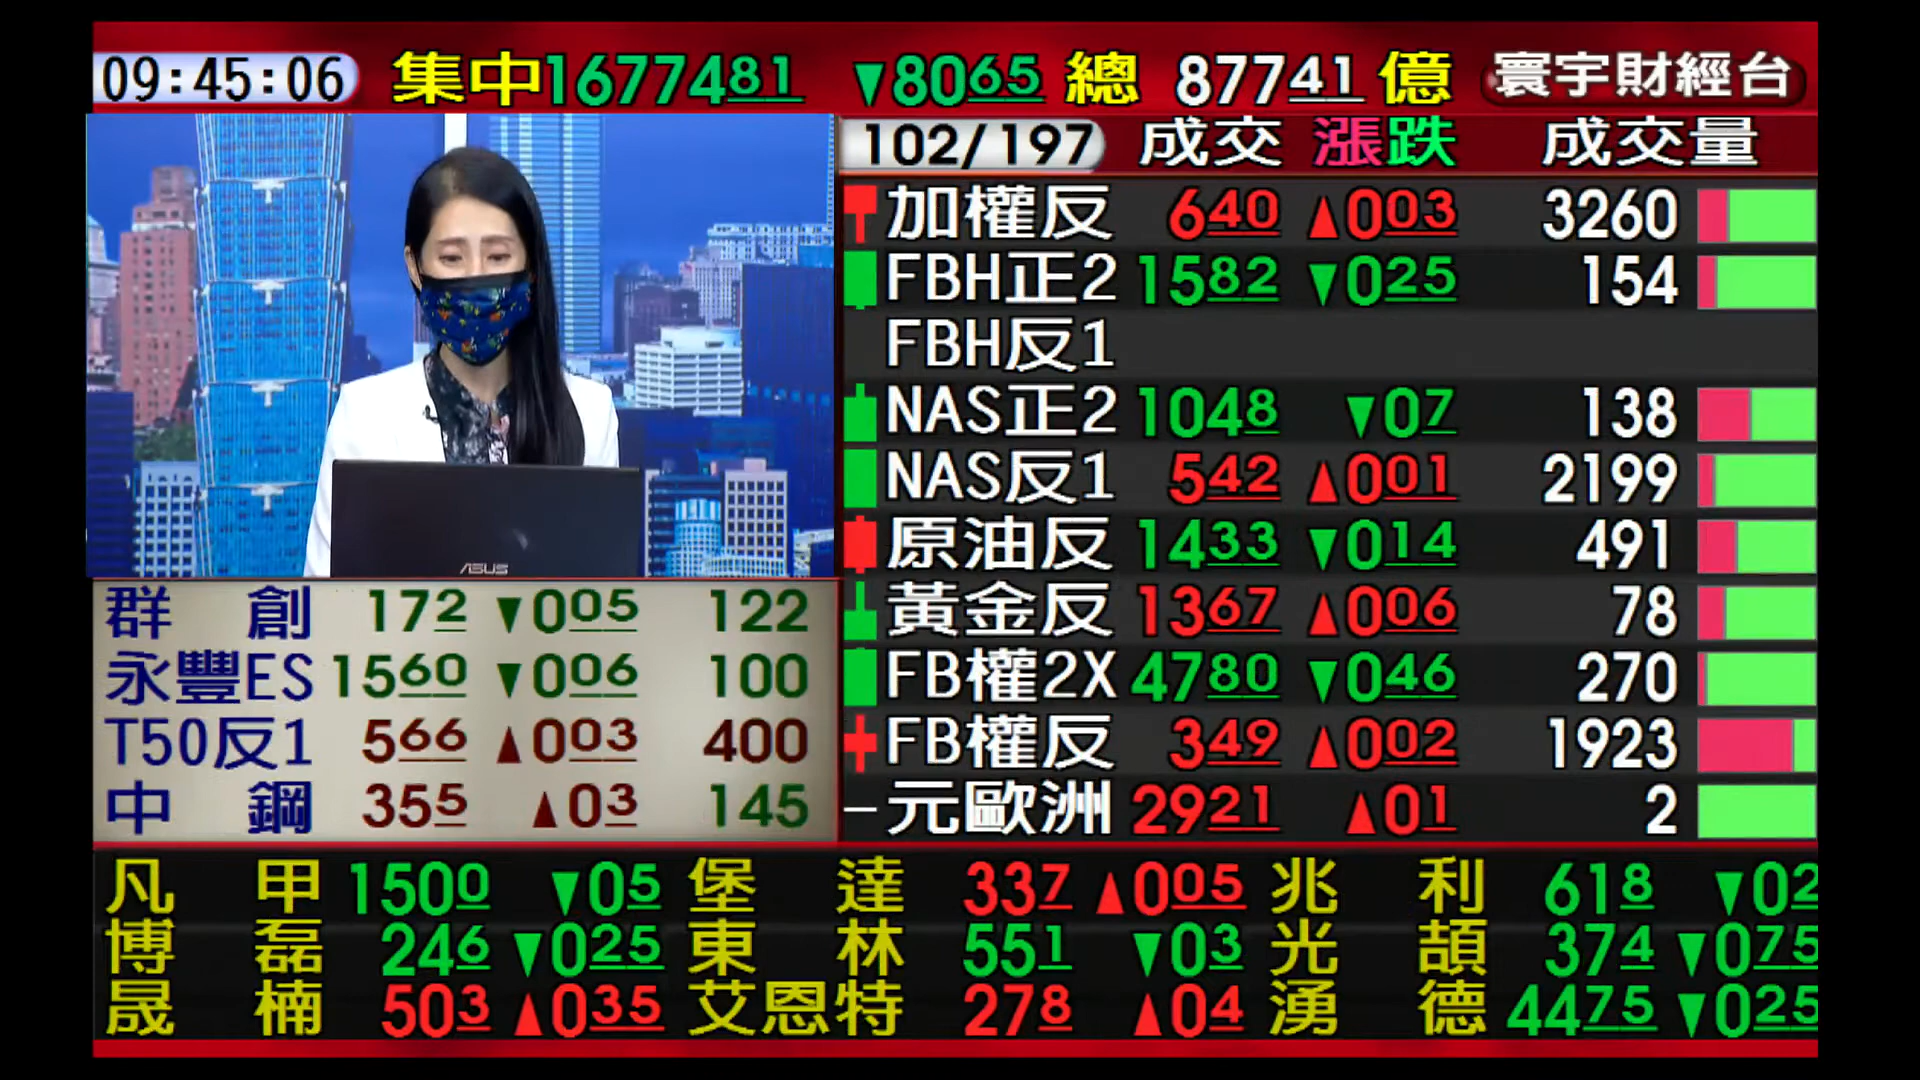 09:45:06 集中1677481 ▼8065 總 87741 億 寰宇財經台
102/197 成交 漲跌 成交量
加權反 640 ▲003 3260
FBH正2 1582 ▼025 154
FBH反1
NAS正2 1048 ▼07 138
NAS反1 542 ▲001 2199
原油反 1433 ▼014 491
黃金反 1367 ▲006 78
FB權2X 4780 ▼046 270
FB權反 349 ▲002 1923
元歐洲 2921 ▲01 2
ASUS
群創 172 ▼005 122
永豐ES 1560 ▼006 100
T50反1 566 ▲003 400
中鋼 355 ▲03 145
凡甲 1500 ▼05 堡達 337 ▲005 兆利 618 ▼02
博磊 246 ▼025 東林 551 ▼03 光頡 374 ▼075
晟楠 503 ▲035 艾恩特 278 ▲04 湧德 4475 ▼025